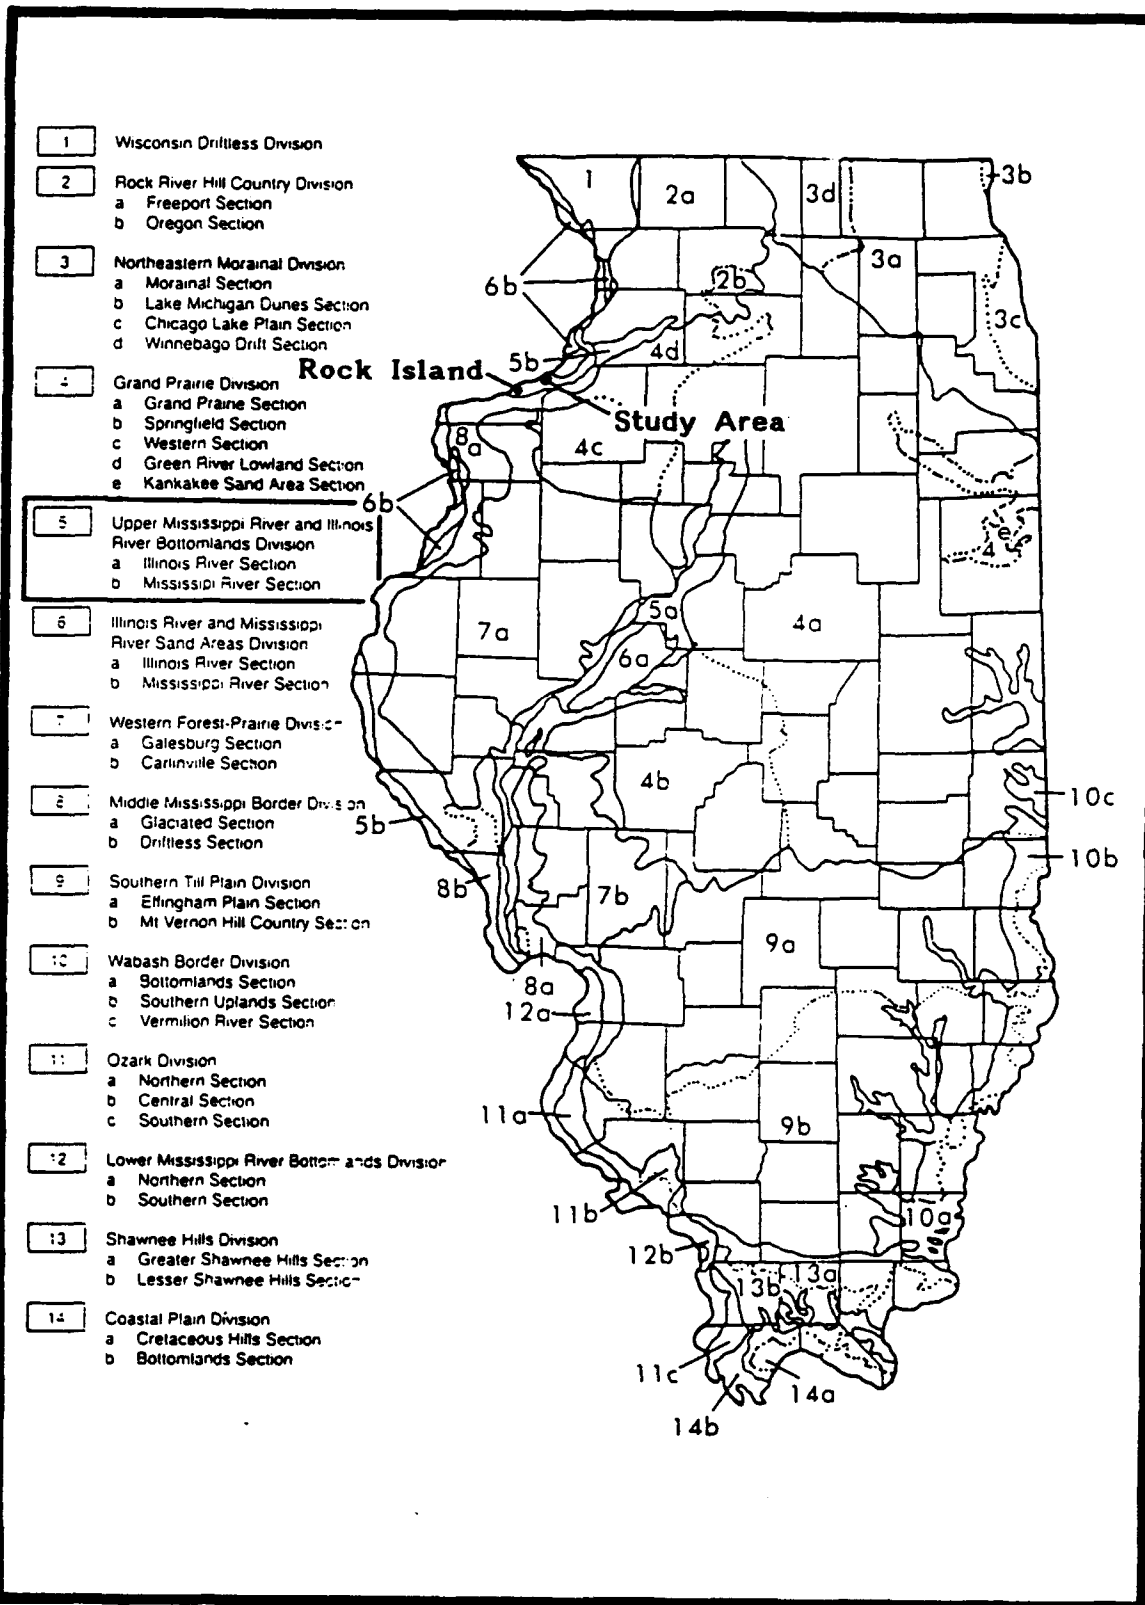 1 Wisconsin Driftless Division
2 Rock River Hill Country Division
a Freeport Section
b Oregon Section
3 Northeastern Morainal Division
a Morainal Section
b Lake Michigan Dunes Section
c Chicago Lake Plain Section
d Winnebago Drift Section
4 Grand Prairie Division
a Grand Prairie Section
b Springfield Section
c Western Section
d Green River Lowland Section
e Kankakee Sand Area Section
5 Upper Mississippi River and Illinois
River Bottomlands Division
a Illinois River Section
b Mississipi River Section
6 Illinois River and Mississippi
River Sand Areas Division
a Illinois River Section
b Mississippi River Section
7 Western Forest-Prairie Division
a Galesburg Section
b Carlinville Section
8 Middle Mississippi Border Division
a Glaciated Section
b Driftless Section
9 Southern Till Plain Division
a Effingham Plain Section
b Mt Vernon Hill Country Section
10 Wabash Border Division
a Bottomlands Section
b Southern Uplands Section
c Vermilion River Section
11 Ozark Division
a Northern Section
b Central Section
c Southern Section
12 Lower Mississippi River Bottomlands Division
a Northern Section
b Southern Section
13 Shawnee Hills Division
a Greater Shawnee Hills Section
b Lesser Shawnee Hills Section
14 Coastal Plain Division
a Cretaceous Hills Section
b Bottomlands Section
1
2a
3d
3b
3a
6b
2b
3c
5b
4d
Rock Island
Study Area
8a
4c
6b
4e
5a
7a
4a
6a
4b
10c
5b
10b
8b
7b
9a
8a
12a
11a
9b
11b
10a
12b
13b
13a
11c
14a
14b